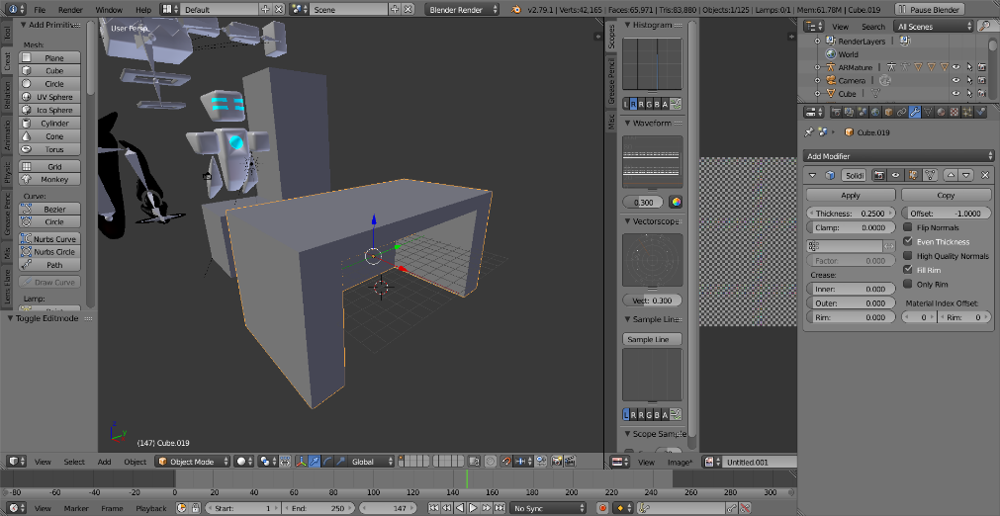 File Render Window Help Default Scene Blender Render v2.79.1 | Verts:42,165 | Faces:65,971 | Tris:83,880 | Objects:1/125 | Lamps:0/1 | Mem:61.78M | Cube.019 Pause Blender
Add Primitiv
Mesh:
Plane
Cube
Circle
UV Sphere
Ico Sphere
Cylinder
Cone
Torus
Grid
Monkey
Curve:
Bezier
Circle
Nurbs Curve
Nurbs Circle
Path
Draw Curve
Lamp:
Toggle Editmode
Tool
Creat
Relation
Animatio
Physi
Grease Penc
Mis
Lens Flare
User Persp
(147) Cube.019
View Select Add Object Object Mode Global
Histogram
L R R G B A
Waveform
0.300
Vectorscope
Vect: 0.300
Sample Line
Sample Line
L R R G B A
Scope Sample
Scopes
Grease Pencil
Misc
View Image* Untitled.001
View Search All Scenes
RenderLayers
World
ARMature
Camera
Cube
Cube.019
Add Modifier
Solidi
Apply Copy
Thickness: 0.2500 Offset: -1.0000
Clamp: 0.0000 Flip Normals
Even Thickness
High Quality Normals
Factor: 0.000 Fill Rim
Crease: Only Rim
Inner: 0.000
Outer: 0.000 Material Index Offset:
Rim: 0.000 0 Rim: 0
-80 -60 -40 -20 0 20 40 60 80 100 120 140 160 180 200 220 240 260 280 300
View Marker Frame Playback Start: 1 End: 250 147 No Sync